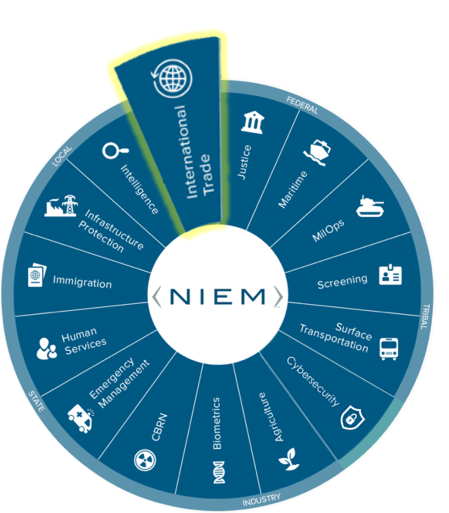 International
Trade
Justice
Maritime
MilOps
Screening
Surface
Transportation
Cybersecurity
Agriculture
Biometrics
CBRN
Emergency
Management
Human
Services
Immigration
Infrastructure
Protection
Intelligence
FEDERAL
TRIBAL
INDUSTRY
STATE
LOCAL
〈NIEM〉